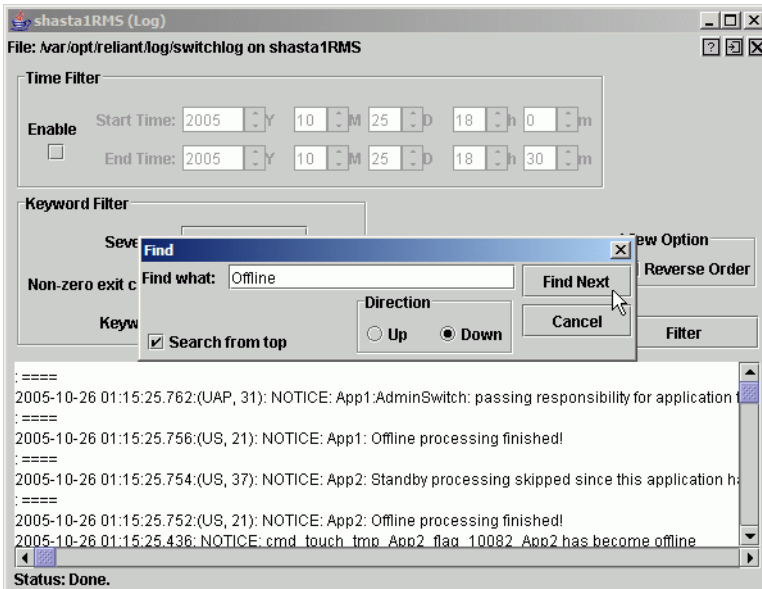 shasta1RMS (Log)
File: /var/opt/reliant/log/switchlog on shasta1RMS
Time Filter
Enable
Start Time: 2005 Y 10 M 25 D 18 h 0 m
End Time: 2005 Y 10 M 25 D 18 h 30 m
Keyword Filter
Seve
Non-zero exit c
Keyw
View Option
Reverse Order
Filter
Find
Find what: Offline
Find Next
Direction
Up Down
Cancel
Search from top
: ====
2005-10-26 01:15:25.762:(UAP, 31): NOTICE: App1:AdminSwitch: passing responsibility for application
: ====
2005-10-26 01:15:25.756:(US, 21): NOTICE: App1: Offline processing finished!
: ====
2005-10-26 01:15:25.754:(US, 37): NOTICE: App2: Standby processing skipped since this application ha
: ====
2005-10-26 01:15:25.752:(US, 21): NOTICE: App2: Offline processing finished!
2005-10-26 01:15:25.436: NOTICE: cmd_touch_tmp_App2_flag_10082_App2 has become offline
Status: Done.